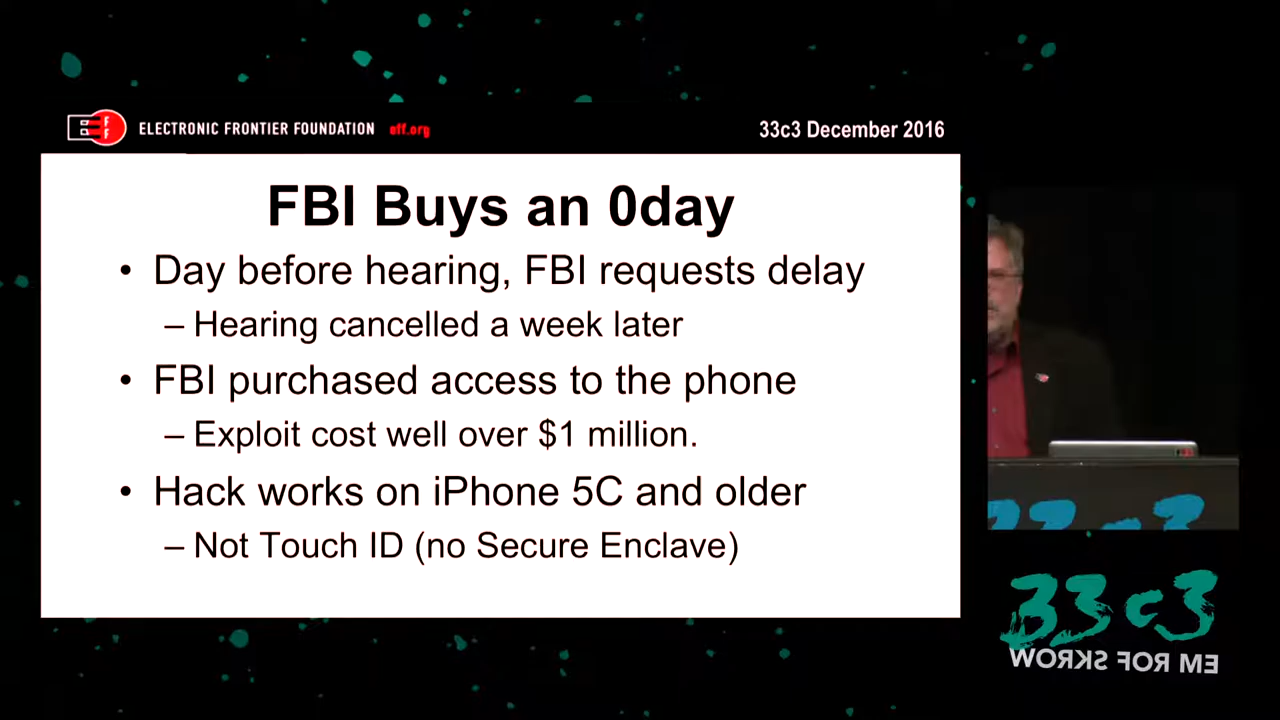 ELECTRONIC FRONTIER FOUNDATION eff.org
33c3 December 2016
FBI Buys an 0day
• Day before hearing, FBI requests delay
– Hearing cancelled a week later
• FBI purchased access to the phone
– Exploit cost well over $1 million.
• Hack works on iPhone 5C and older
– Not Touch ID (no Secure Enclave)
33c3
33c3
WORKS FOR ME